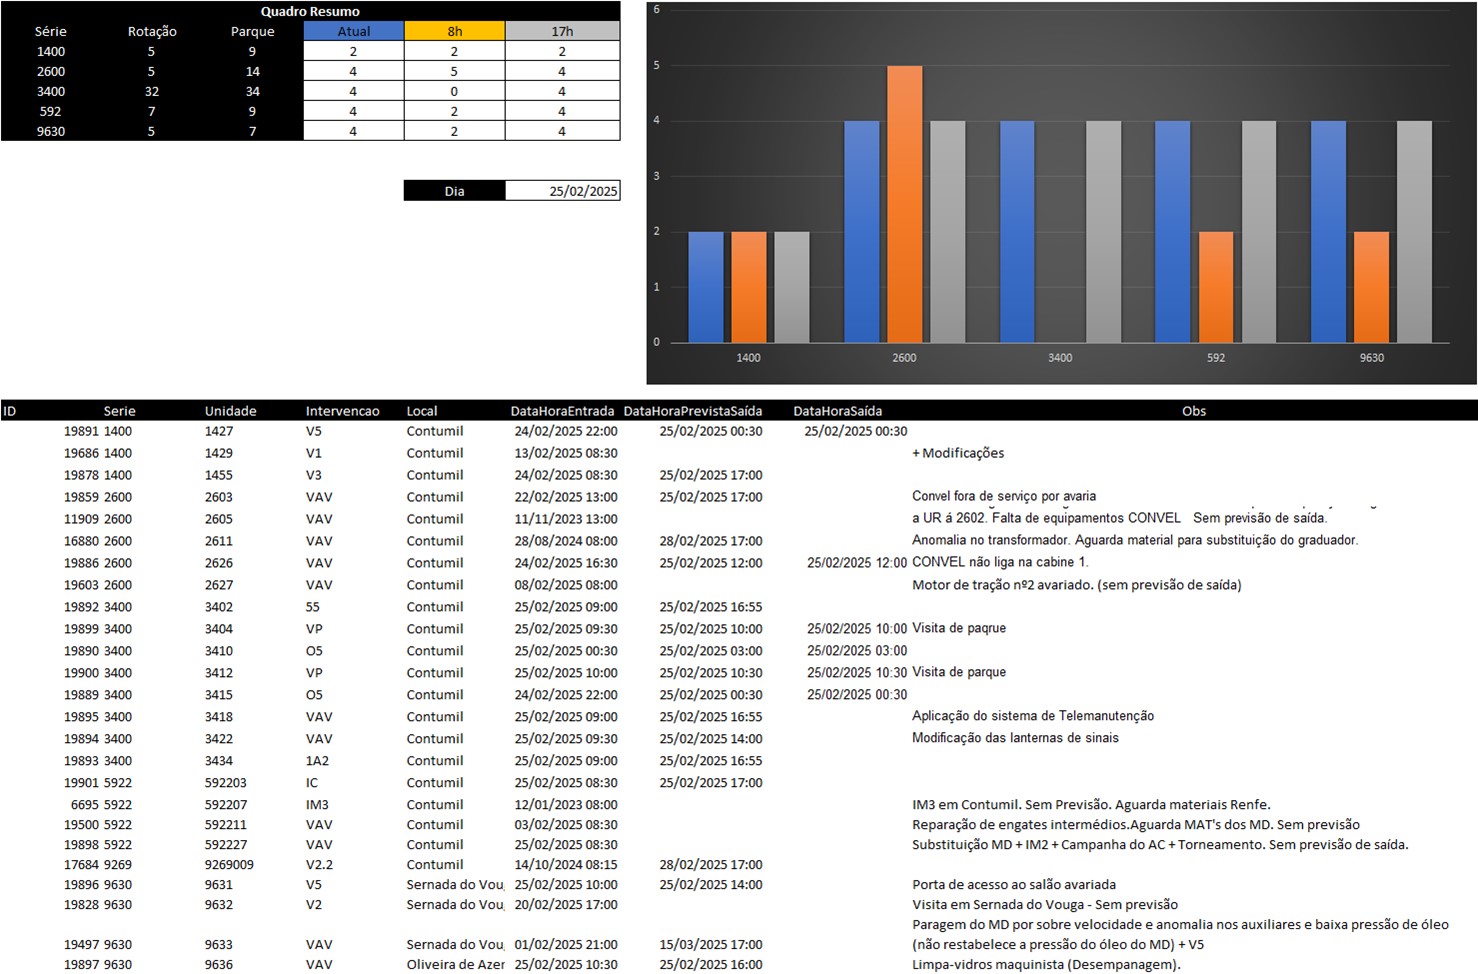 Quadro Resumo
Série Rotação Parque Atual 8h 17h
1400 5 9 2 2 2
2600 5 14 4 5 4
3400 32 34 4 0 4
592 7 9 4 2 4
9630 5 7 4 2 4
Dia 25/02/2025
6
5
4
3
2
1
0
1400 2600 3400 592 9630
ID Serie Unidade Intervencao Local DataHoraEntrada DataHoraPrevistaSaída DataHoraSaída Obs
19891 1400 1427 V5 Contumil 24/02/2025 22:00 25/02/2025 00:30 25/02/2025 00:30
19686 1400 1429 V1 Contumil 13/02/2025 08:30 + Modificações
19878 1400 1455 V3 Contumil 24/02/2025 08:30 25/02/2025 17:00
19859 2600 2603 VAV Contumil 22/02/2025 13:00 25/02/2025 17:00 Convel fora de serviço por avaria
11909 2600 2605 VAV Contumil 11/11/2023 13:00 a UR á 2602. Falta de equipamentos CONVEL Sem previsão de saída.
16880 2600 2611 VAV Contumil 28/08/2024 08:00 28/02/2025 17:00 Anomalia no transformador. Aguarda material para substituição do graduador.
19886 2600 2626 VAV Contumil 24/02/2025 16:30 25/02/2025 12:00 25/02/2025 12:00 CONVEL não liga na cabine 1.
19603 2600 2627 VAV Contumil 08/02/2025 08:00 Motor de tração nº2 avariado. (sem previsão de saída)
19892 3400 3402 55 Contumil 25/02/2025 09:00 25/02/2025 16:55
19899 3400 3404 VP Contumil 25/02/2025 09:30 25/02/2025 10:00 25/02/2025 10:00 Visita de paqrue
19890 3400 3410 O5 Contumil 25/02/2025 00:30 25/02/2025 03:00 25/02/2025 03:00
19900 3400 3412 VP Contumil 25/02/2025 10:00 25/02/2025 10:30 25/02/2025 10:30 Visita de parque
19889 3400 3415 O5 Contumil 24/02/2025 22:00 25/02/2025 00:30 25/02/2025 00:30
19895 3400 3418 VAV Contumil 25/02/2025 09:00 25/02/2025 16:55 Aplicação do sistema de Telemanutenção
19894 3400 3422 VAV Contumil 25/02/2025 09:30 25/02/2025 14:00 Modificação das lanternas de sinais
19893 3400 3434 1A2 Contumil 25/02/2025 09:00 25/02/2025 16:55
19901 5922 592203 IC Contumil 25/02/2025 08:30 25/02/2025 17:00
6695 5922 592207 IM3 Contumil 12/01/2023 08:00 IM3 em Contumil. Sem Previsão. Aguarda materiais Renfe.
19500 5922 592211 VAV Contumil 03/02/2025 08:30 Reparação de engates intermédios.Aguarda MAT's dos MD. Sem previsão
19898 5922 592227 VAV Contumil 25/02/2025 08:30 Substituição MD + IM2 + Campanha do AC + Torneamento. Sem previsão de saída.
17684 9269 9269009 V2.2 Contumil 14/10/2024 08:15 28/02/2025 17:00
19896 9630 9631 V5 Sernada do Vou 25/02/2025 10:00 25/02/2025 14:00 Porta de acesso ao salão avariada
19828 9630 9632 V2 Sernada do Vou 20/02/2025 17:00 Visita em Sernada do Vouga - Sem previsão
Paragem do MD por sobre velocidade e anomalia nos auxiliares e baixa pressão de óleo
19497 9630 9633 VAV Sernada do Vou 01/02/2025 21:00 15/03/2025 17:00 (não restabelece a pressão do óleo do MD) + V5
19897 9630 9636 VAV Oliveira de Azer 25/02/2025 10:30 25/02/2025 16:00 Limpa-vidros maquinista (Desempanagem).